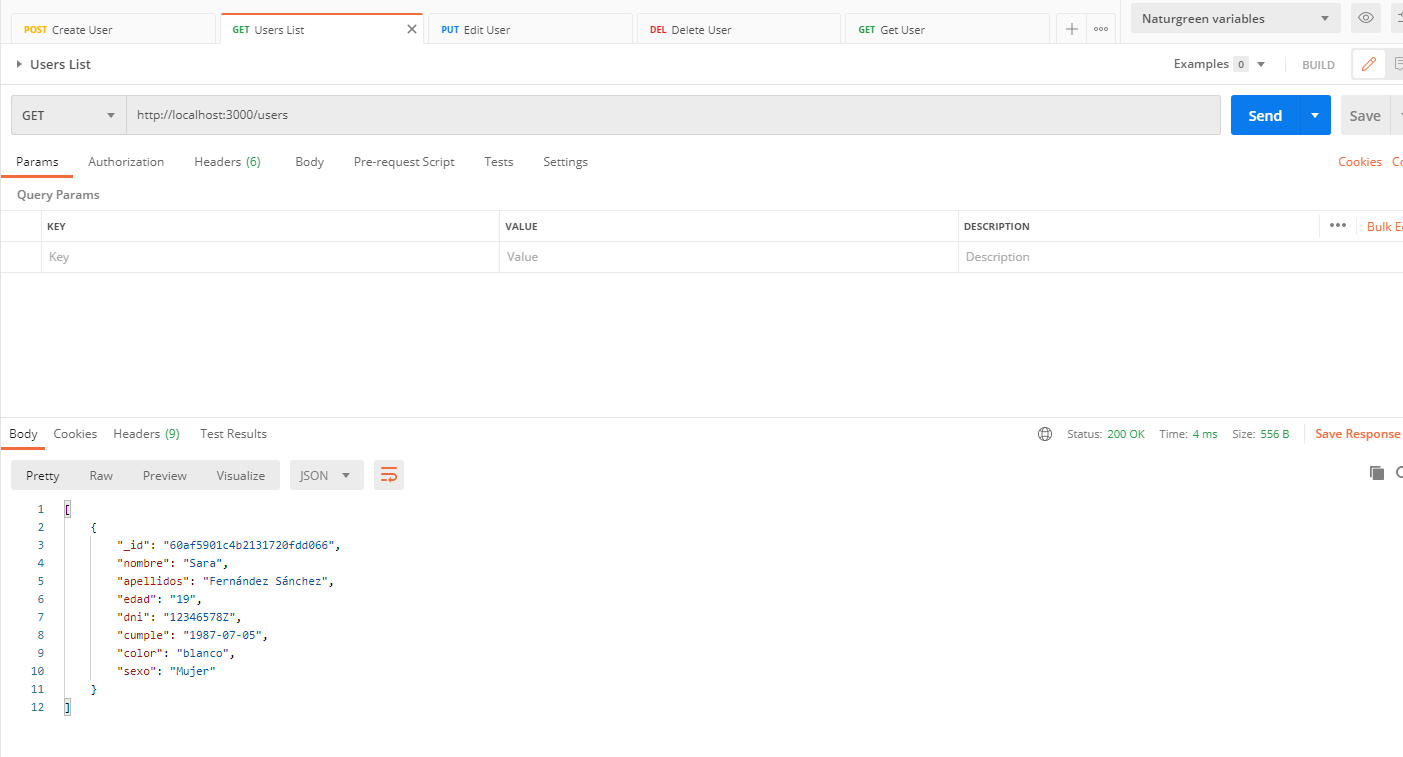 POST Create User GET Users List PUT Edit User DEL Delete User GET Get User Naturgreen variables
Users List Examples 0 BUILD
GET http://localhost:3000/users Send Save
Params Authorization Headers (6) Body Pre-request Script Tests Settings Cookies Co
Query Params
KEY VALUE DESCRIPTION Bulk E
Key Value Description
Body Cookies Headers (9) Test Results Status: 200 OK Time: 4 ms Size: 556 B Save Response
Pretty Raw Preview Visualize JSON
1 [
2 {
3 "_id": "60af5901c4b2131720fdd066",
4 "nombre": "Sara",
5 "apellidos": "Fernández Sánchez",
6 "edad": "19",
7 "dni": "12346578Z",
8 "cumple": "1987-07-05",
9 "color": "blanco",
10 "sexo": "Mujer"
11 }
12 ]